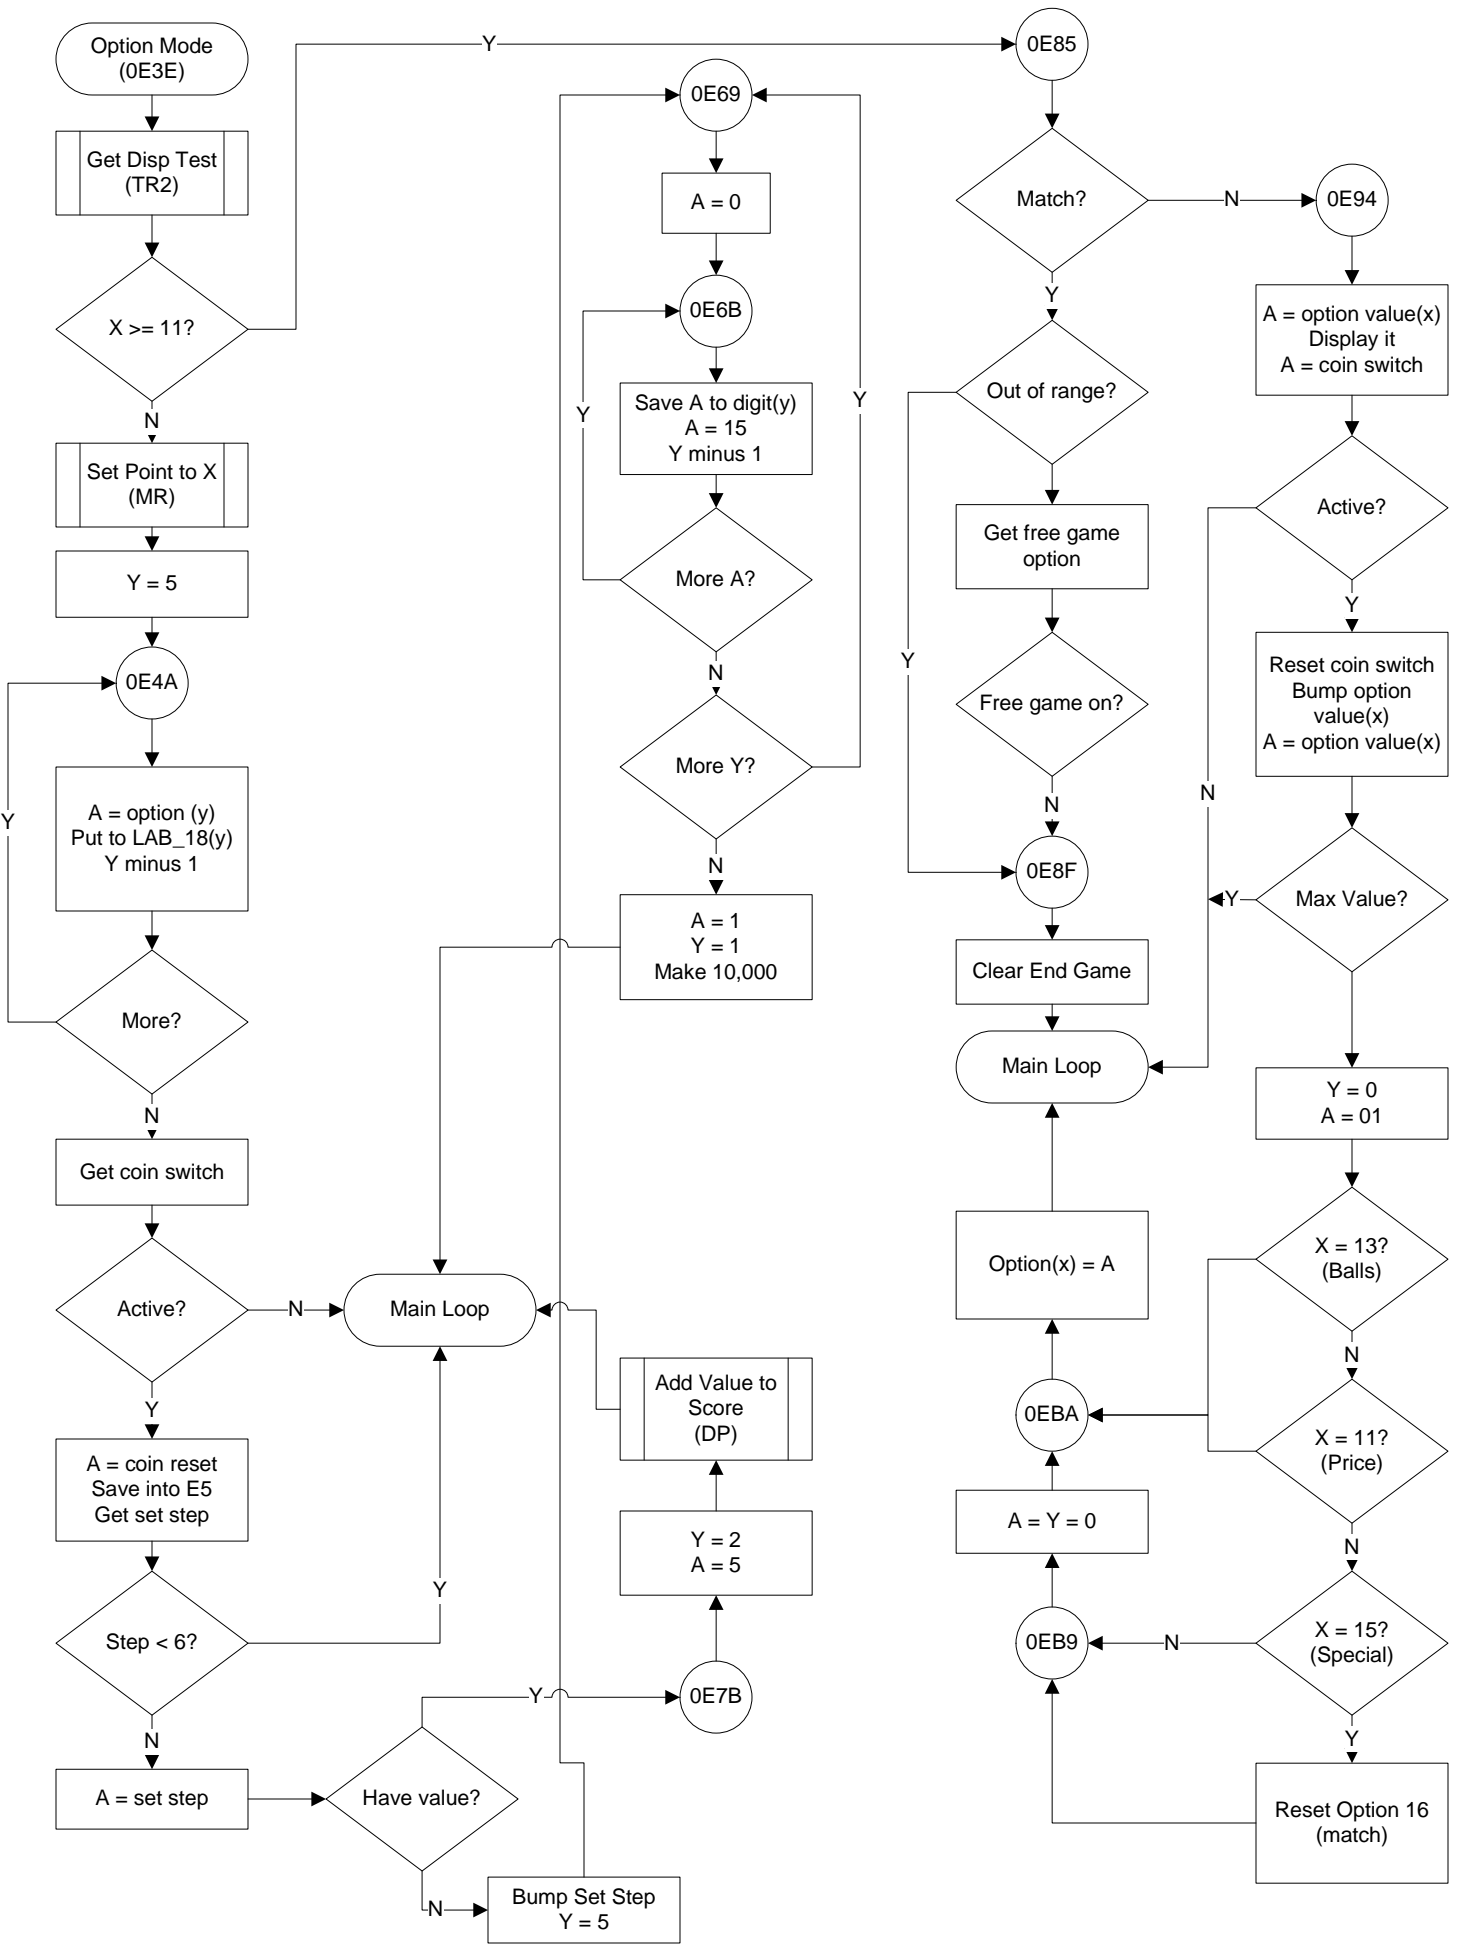 Option Mode
(0E3E)
Get Disp Test
(TR2)
X >= 11?
Y
N
Set Point to X
(MR)
Y = 5
0E4A
A = option (y)
Put to LAB_18(y)
Y minus 1
Y
More?
N
Get coin switch
Active?
N
Y
A = coin reset
Save into E5
Get set step
Step < 6?
Y
N
A = set step
Have value?
Y
N
Bump Set Step
Y = 5
Main Loop
0E69
A = 0
0E6B
Save A to digit(y)
A = 15
Y minus 1
Y
More A?
N
More Y?
Y
N
A = 1
Y = 1
Make 10,000
Add Value to
Score
(DP)
Y = 2
A = 5
0E7B
0E85
Match?
N
Y
Out of range?
Y
Get free game
option
Free game on?
N
0E8F
Clear End Game
Main Loop
Option(x) = A
0EBA
A = Y = 0
0EB9
0E94
A = option value(x)
Display it
A = coin switch
Active?
N
Y
Reset coin switch
Bump option
value(x)
A = option value(x)
Max Value?
Y
Y = 0
A = 01
X = 13?
(Balls)
N
X = 11?
(Price)
N
X = 15?
(Special)
N
Y
Reset Option 16
(match)